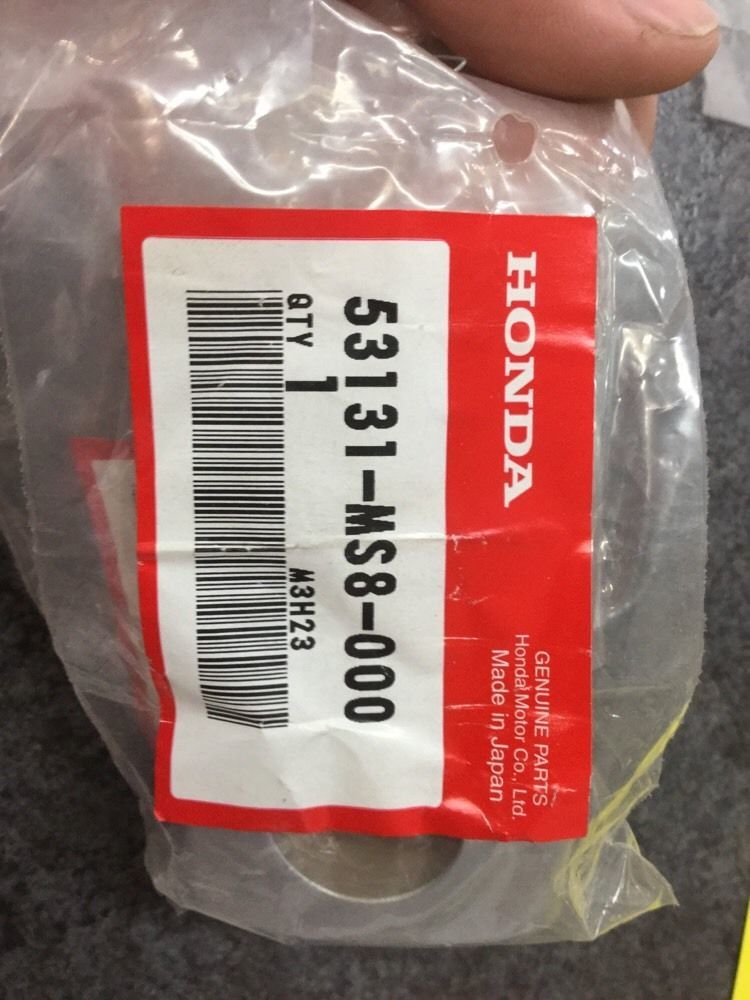 HONDA
GENUINE PARTS
Honda Motor Co., Ltd.
Made in Japan
53131-MS8-000
QTY 1
M3H23